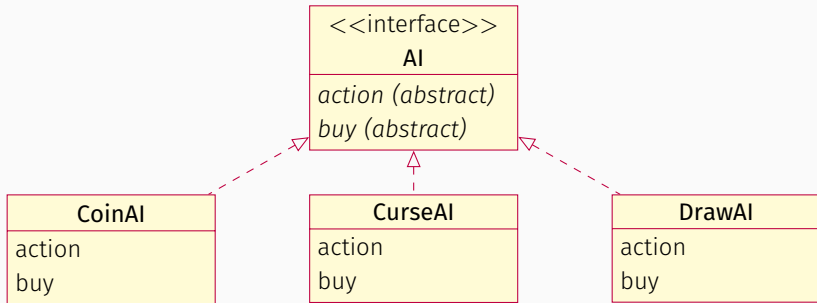 <<interface>>
AI
action (abstract)
buy (abstract)
CoinAI
action
buy
CurseAI
action
buy
DrawAI
action
buy